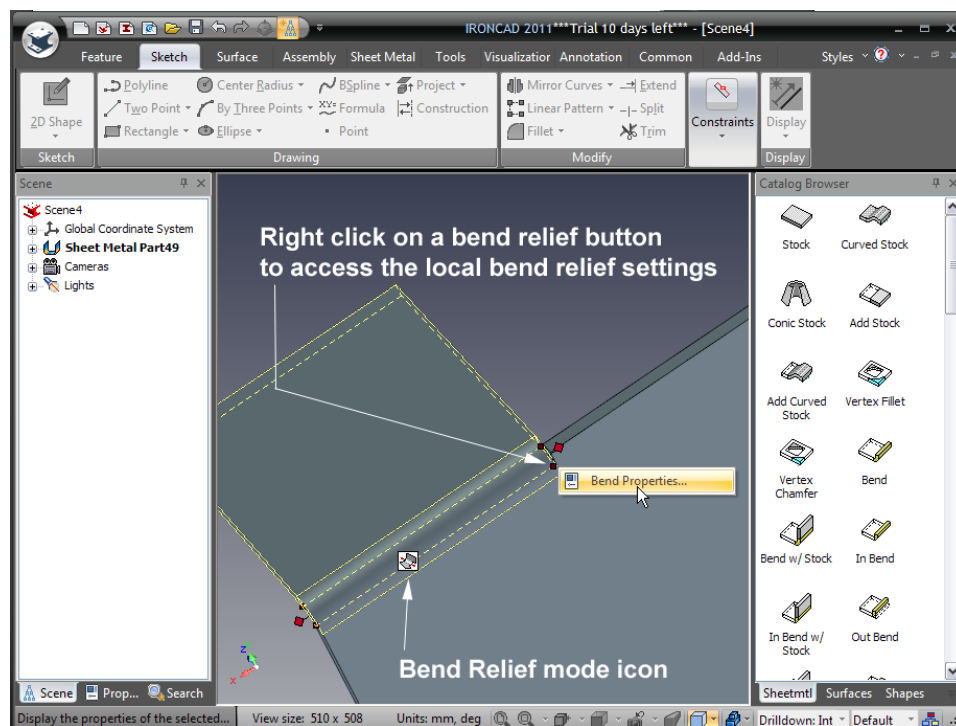 IRONCAD 2011***Trial 10 days left*** - [Scene4]
Feature Sketch Surface Assembly Sheet Metal Tools Visualization Annotation Common Add-Ins Styles
2D Shape
Polyline Center Radius BSpline Project
Two Point By Three Points XY= Formula Construction
Rectangle Ellipse Point
Mirror Curves Extend
Linear Pattern Split
Fillet Trim
Constraints
Display
Sketch Drawing Modify Display
Scene
Scene4
Global Coordinate System
Sheet Metal Part49
Cameras
Lights
Right click on a bend relief button
to access the local bend relief settings
Bend Properties...
Bend Relief mode icon
z
x
Catalog Browser
Stock Curved Stock
Conic Stock Add Stock
Add Curved Stock Vertex Fillet
Vertex Chamfer Bend
Bend w/ Stock In Bend
In Bend w/ Stock Out Bend
Scene Prop... Search
Sheetmtl Surfaces Shapes
Display the properties of the selected... View size: 510 x 508 Units: mm, deg Drilldown: Int Default